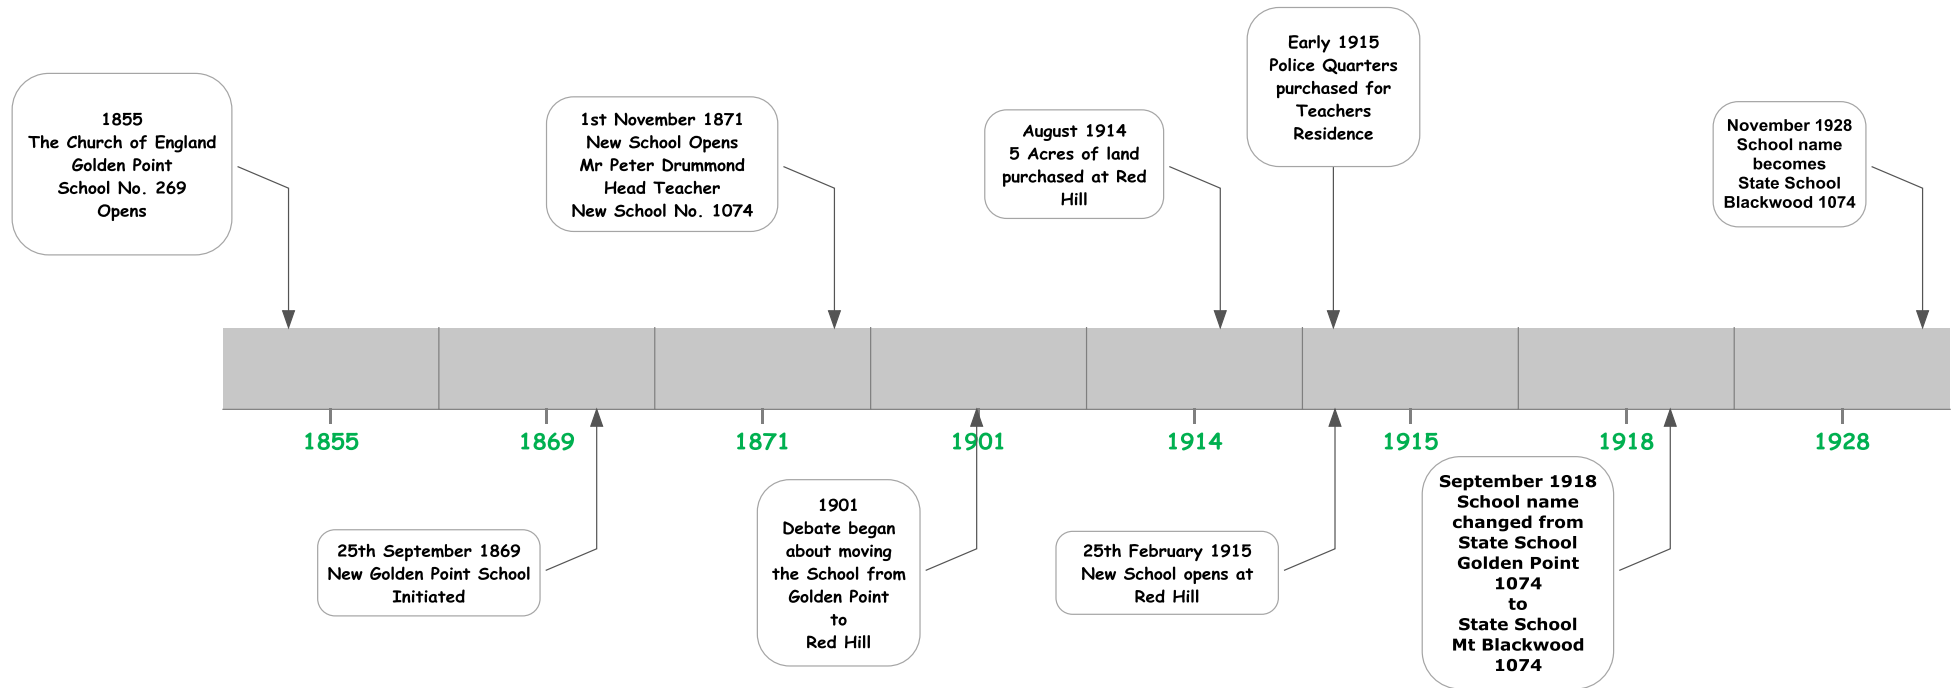 1855
The Church of England
Golden Point
School No. 269
Opens
1st November 1871
New School Opens
Mr Peter Drummond
Head Teacher
New School No. 1074
August 1914
5 Acres of land
purchased at Red
Hill
Early 1915
Police Quarters
purchased for
Teachers
Residence
November 1928
School name
becomes
State School
Blackwood 1074
1855
1869
1871
1901
1914
1915
1918
1928
25th September 1869
New Golden Point School
Initiated
1901
Debate began
about moving
the School from
Golden Point
to
Red Hill
25th February 1915
New School opens at
Red Hill
September 1918
School name
changed from
State School
Golden Point
1074
to
State School
Mt Blackwood
1074